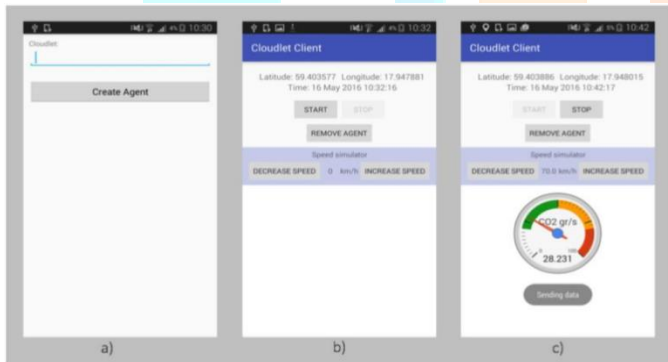 10:30
Cloudlet:
Create Agent
a)
10:32
Cloudlet Client
Latitude: 59.403577 Longitude: 17.947881
Time: 16 May 2016 10:32:16
START STOP
REMOVE AGENT
Speed simulator
DECREASE SPEED 0 km/h INCREASE SPEED
b)
10:42
Cloudlet Client
Latitude: 59.403886 Longitude: 17.948015
Time: 16 May 2016 10:42:17
START STOP
REMOVE AGENT
Speed simulator
DECREASE SPEED 70.0 km/h INCREASE SPEED
CO2 gr/s
0 100
28.231
Sending data
c)